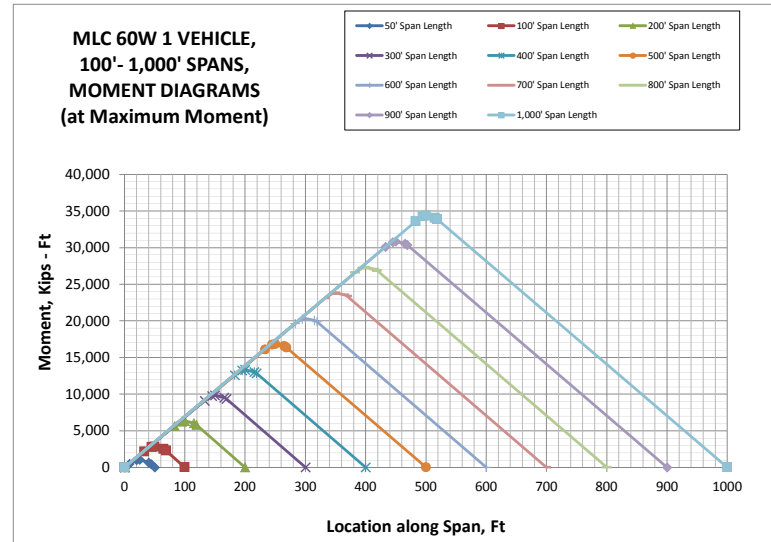 MLC 60W 1 VEHICLE,
100'- 1,000' SPANS,
MOMENT DIAGRAMS
(at Maximum Moment)
50' Span Length
100' Span Length
200' Span Length
300' Span Length
400' Span Length
500' Span Length
600' Span Length
700' Span Length
800' Span Length
900' Span Length
1,000' Span Length
Moment, Kips - Ft
40,000
35,000
30,000
25,000
20,000
15,000
10,000
5,000
0
0 100 200 300 400 500 600 700 800 900 1000
Location along Span, Ft